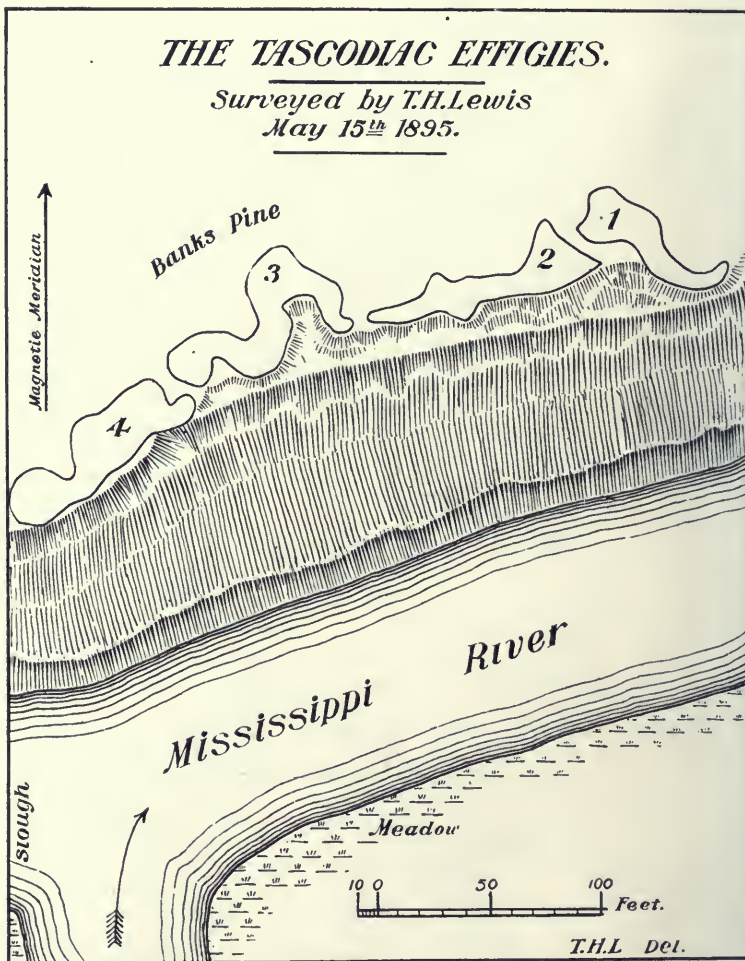 THE TASCODIAC EFFIGIES.
Surveyed by T.H.Lewis
May 15th 1895.
Magnetic Meridian
Banks Pine
1
2
3
4
Mississippi River
Slough
Meadow
10 0 50 100
Feet.
T.H.L Del.